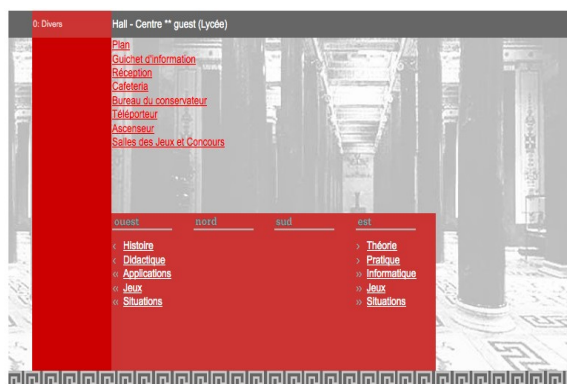 0: Divers
Hall - Centre ** guest (Lycée)
Plan
Guichet d'information
Réception
Cafeteria
Bureau du conservateur
Téléporteur
Ascenseur
Salles des Jeux et Concours
ouest nord sud est
‹ Histoire › Théorie
‹ Didactique › Pratique
« Applications » Informatique
« Jeux » Jeux
« Situations » Situations